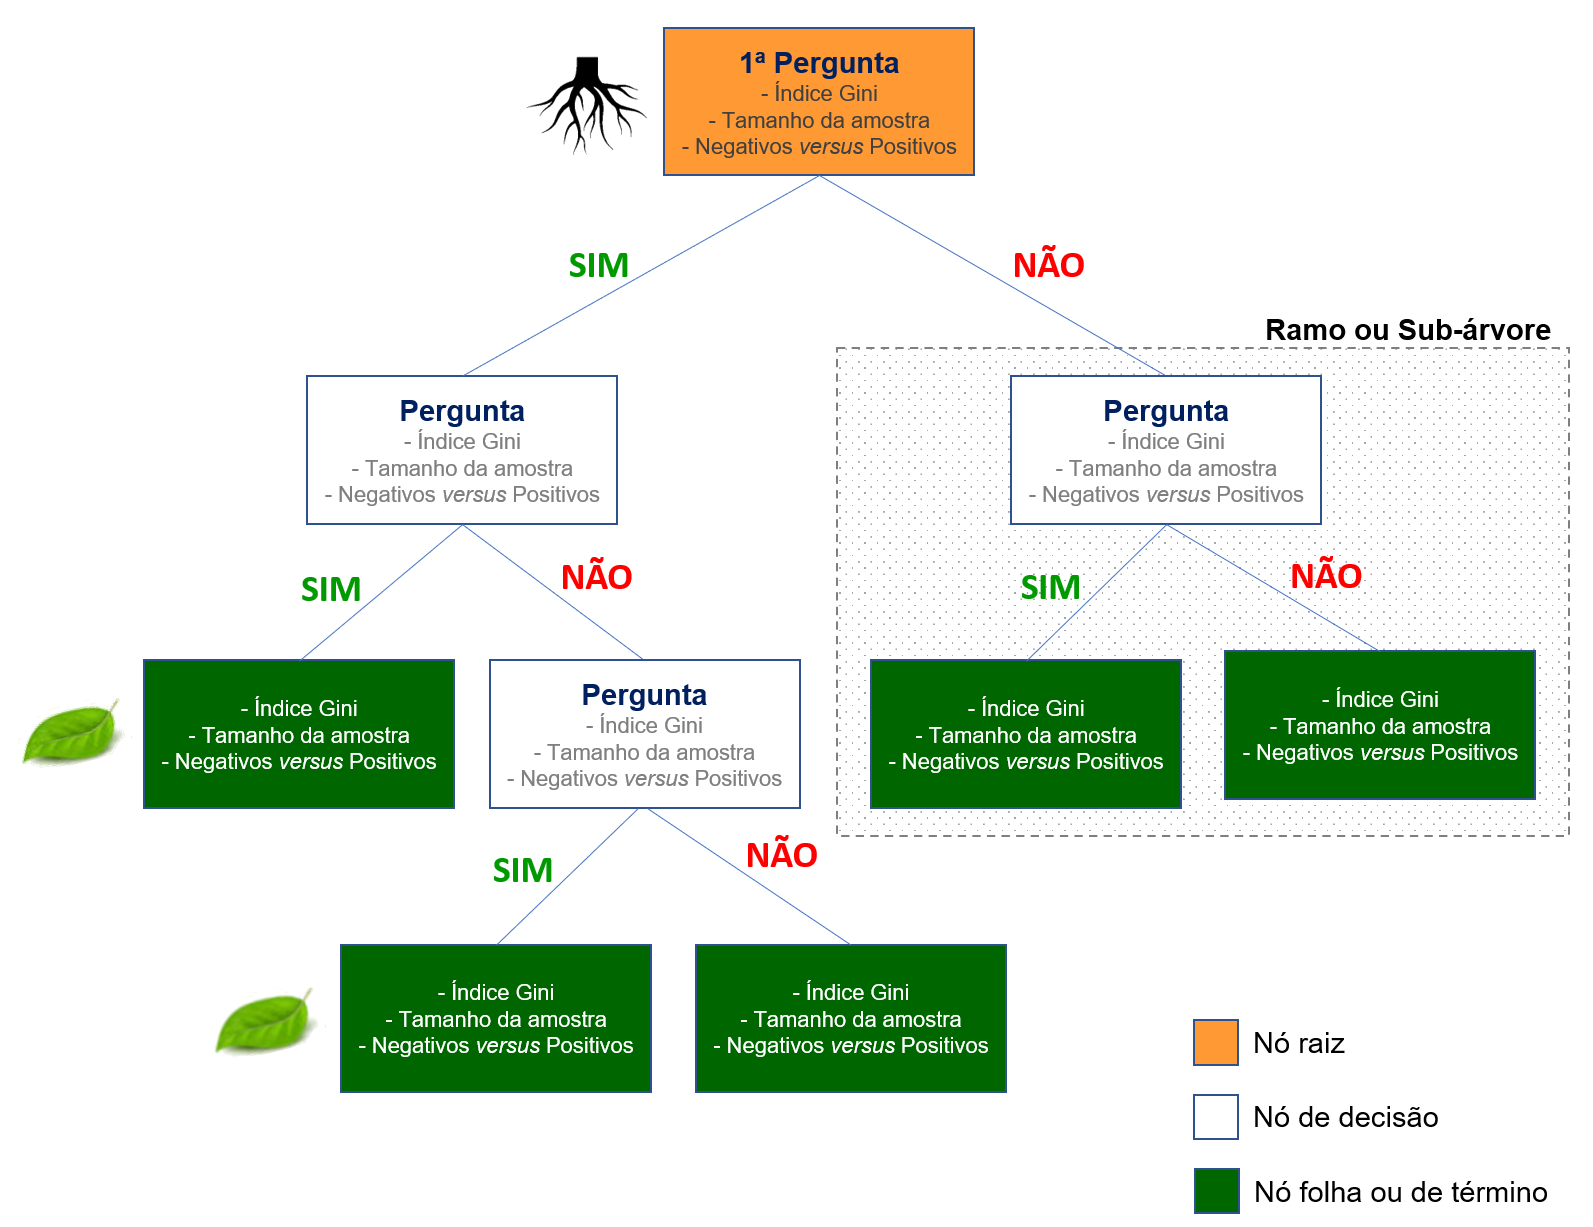 1ª Pergunta
- Índice Gini
- Tamanho da amostra
- Negativos versus Positivos
SIM
NÃO
Ramo ou Sub-árvore
Pergunta
- Índice Gini
- Tamanho da amostra
- Negativos versus Positivos
Pergunta
- Índice Gini
- Tamanho da amostra
- Negativos versus Positivos
SIM
NÃO
SIM
NÃO
- Índice Gini
- Tamanho da amostra
- Negativos versus Positivos
Pergunta
- Índice Gini
- Tamanho da amostra
- Negativos versus Positivos
- Índice Gini
- Tamanho da amostra
- Negativos versus Positivos
- Índice Gini
- Tamanho da amostra
- Negativos versus Positivos
SIM
NÃO
- Índice Gini
- Tamanho da amostra
- Negativos versus Positivos
- Índice Gini
- Tamanho da amostra
- Negativos versus Positivos
Nó raiz
Nó de decisão
Nó folha ou de término